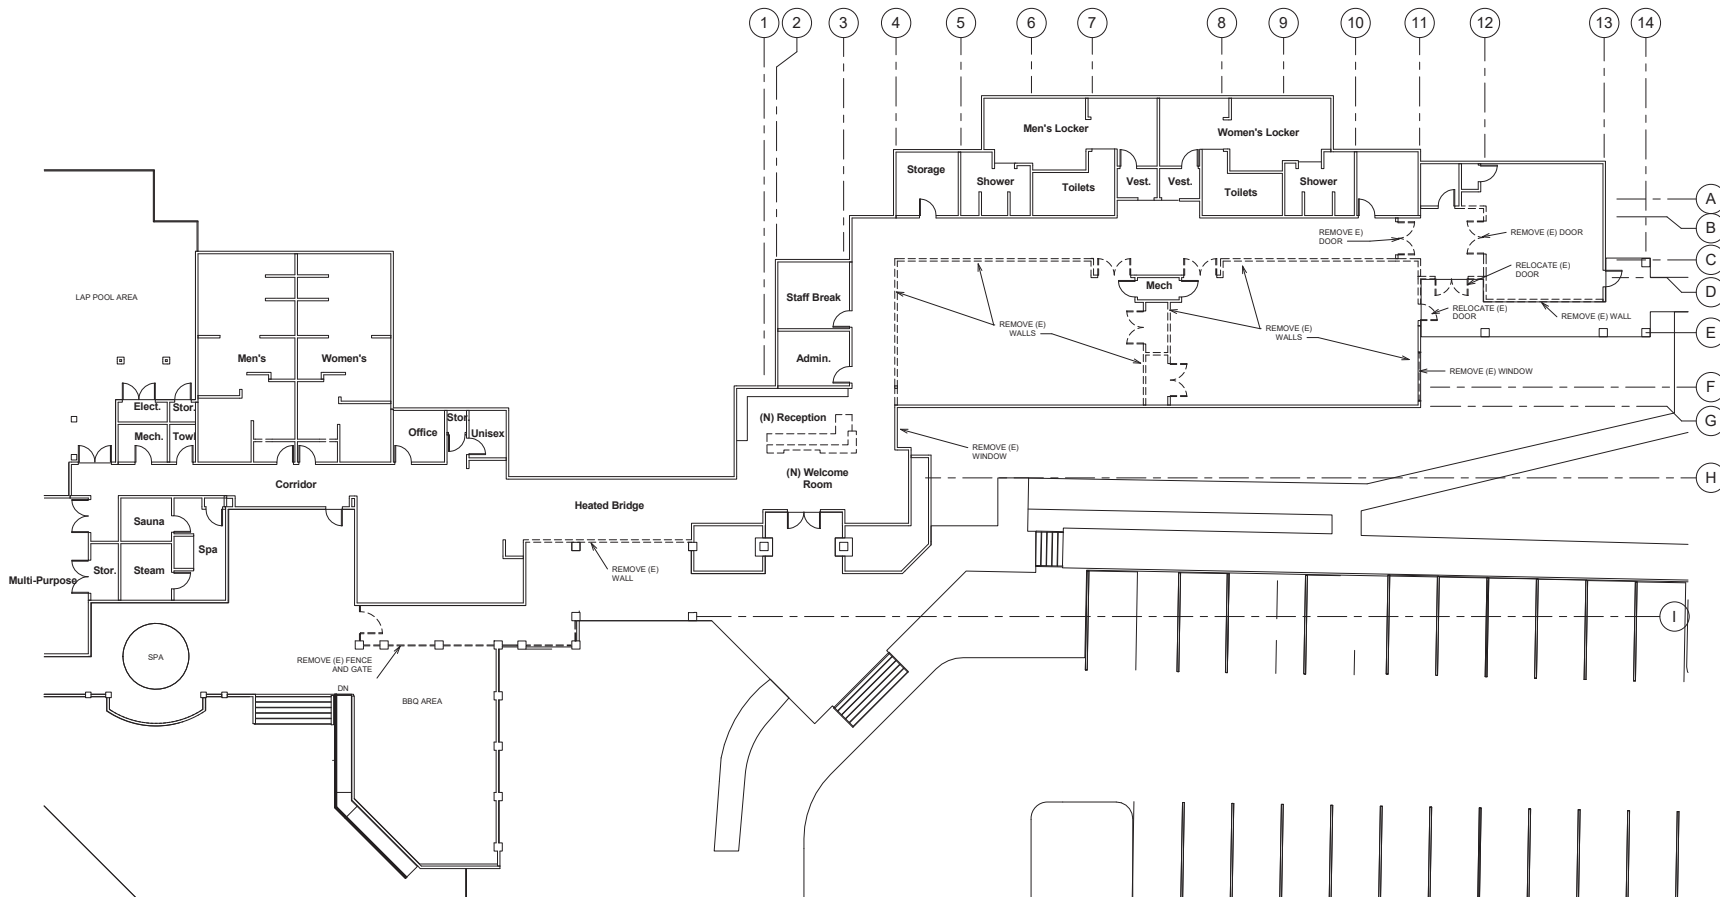 1
2
3
4
5
6
7
8
9
10
11
12
13
14
Men's Locker
Women's Locker
Storage
Shower
Toilets
Vest.
Vest.
Toilets
Shower
A
B
C
D
E
F
G
H
I
REMOVE E)
DOOR
REMOVE (E) DOOR
RELOCATE (E)
DOOR
RELOCATE (E)
DOOR
REMOVE (E) WALL
Mech
Staff Break
Admin.
REMOVE (E)
WALLS
REMOVE (E)
WALLS
REMOVE (E) WINDOW
LAP POOL AREA
Men's
Women's
Elect.
Stor.
Mech.
Towl
Office
Stor.
Unisex
(N) Reception
REMOVE (E)
WINDOW
(N) Welcome
Room
Corridor
Heated Bridge
Sauna
Spa
Stor.
Steam
Multi-Purpose
REMOVE (E)
WALL
SPA
REMOVE (E) FENCE
AND GATE
DN
BBQ AREA